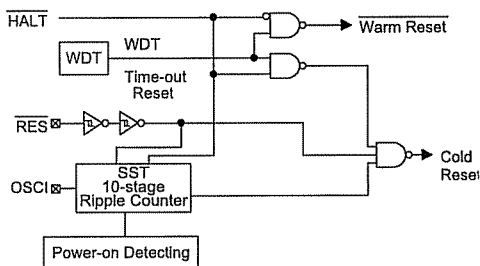 HALT
WDT
WDT
Time-out
Reset
Warm Reset
RES
OSCI
SST
10-stage
Ripple Counter
Cold
Reset
Power-on Detecting